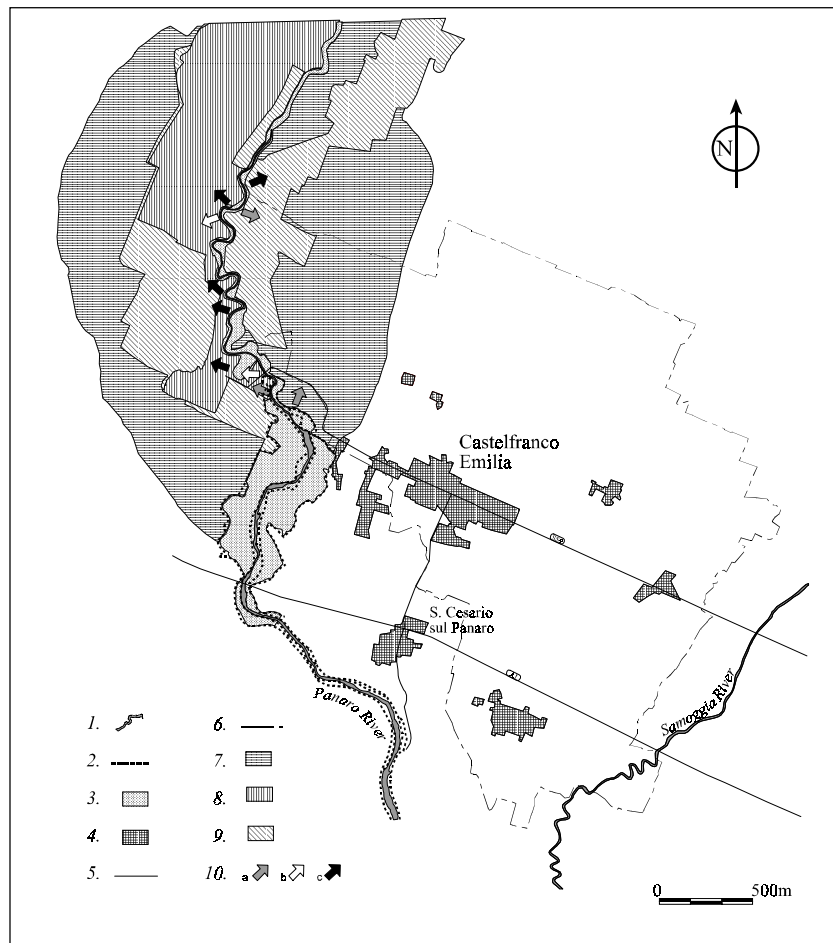 N
Castelfranco
Emilia
S. Cesario
sul Panaro
Panaro River
Samoggia River
1.
2.
3.
4.
5.
6.
7.
8.
9.
10. a b c
0 500m